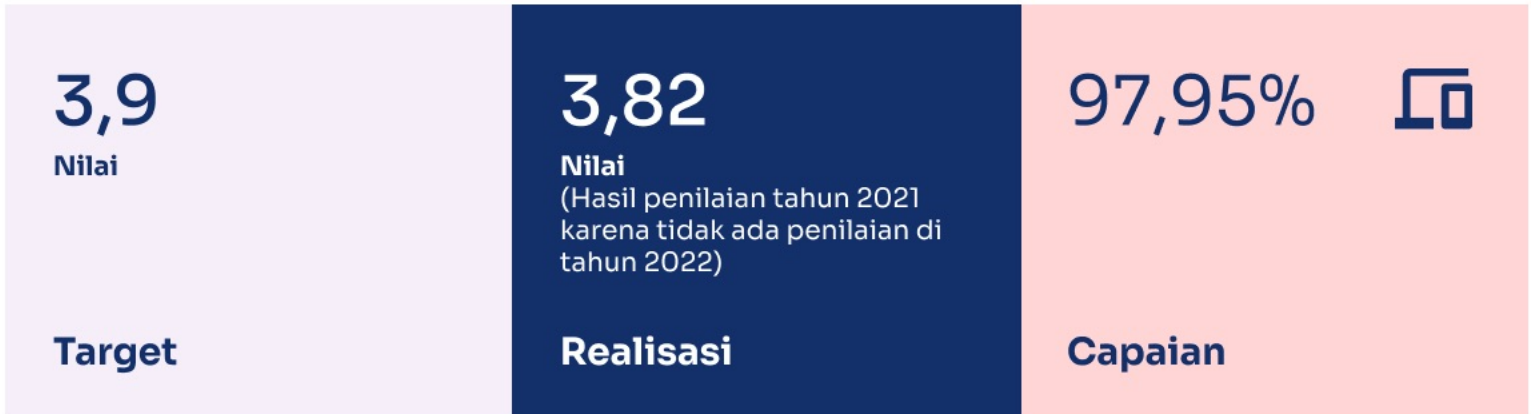 3,9
Nilai
Target
3,82
Nilai
(Hasil penilaian tahun 2021
karena tidak ada penilaian di
tahun 2022)
Realisasi
97,95%
Capaian